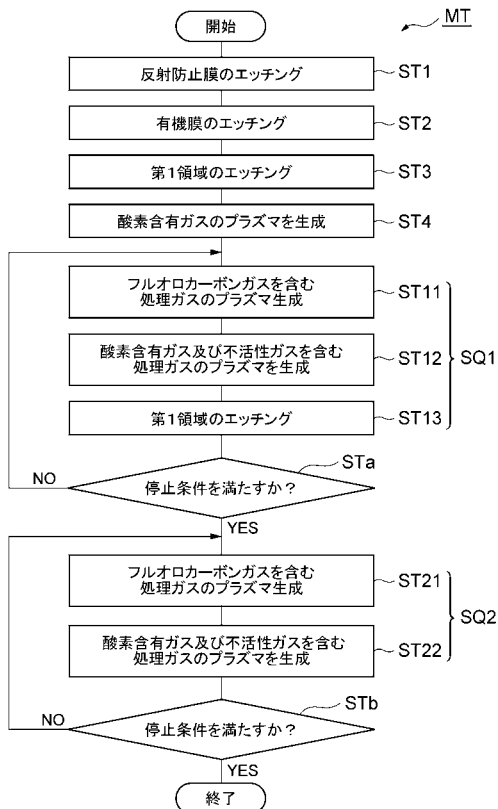 開始
MT
反射防止膜のエッチング
ST1
有機膜のエッチング
ST2
第1領域のエッチング
ST3
酸素含有ガスのプラズマを生成
ST4
フルオロカーボンガスを含む
処理ガスのプラズマ生成
ST11
酸素含有ガス及び不活性ガスを含む
処理ガスのプラズマを生成
ST12
SQ1
第1領域のエッチング
ST13
STa
NO
停止条件を満たすか?
YES
フルオロカーボンガスを含む
処理ガスのプラズマ生成
ST21
SQ2
酸素含有ガス及び不活性ガスを含む
処理ガスのプラズマを生成
ST22
STb
NO
停止条件を満たすか?
YES
終了